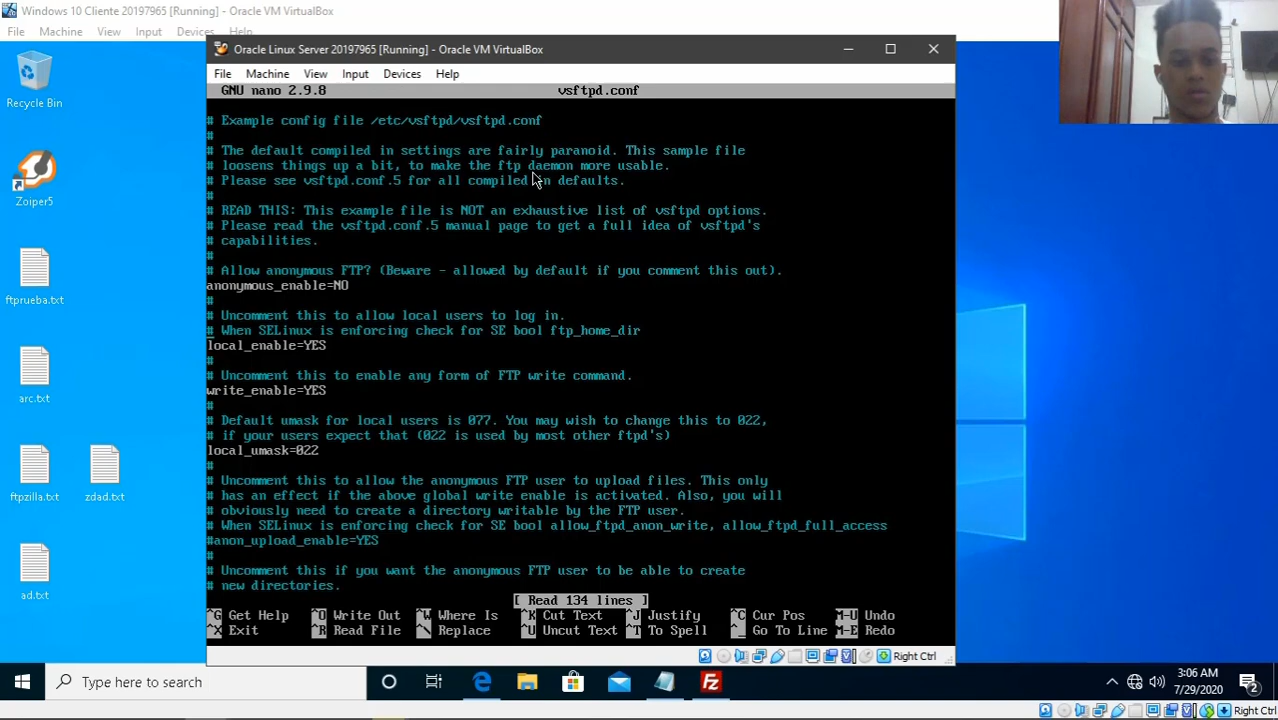 Windows 10 Cliente 20197965 [Running] - Oracle VM VirtualBox
File Machine View Input Devices Help
Oracle Linux Server 20197965 [Running] - Oracle VM VirtualBox
File Machine View Input Devices Help
GNU nano 2.9.8 vsftpd.conf
# Example config file /etc/vsftpd/vsftpd.conf
#
# The default compiled in settings are fairly paranoid. This sample file
# loosens things up a bit, to make the ftp daemon more usable.
# Please see vsftpd.conf.5 for all compiled in defaults.
#
# READ THIS: This example file is NOT an exhaustive list of vsftpd options.
# Please read the vsftpd.conf.5 manual page to get a full idea of vsftpd's
# capabilities.
#
# Allow anonymous FTP? (Beware - allowed by default if you comment this out).
anonymous_enable=NO
#
# Uncomment this to allow local users to log in.
# When SELinux is enforcing check for SE bool ftp_home_dir
local_enable=YES
#
# Uncomment this to enable any form of FTP write command.
write_enable=YES
#
# Default umask for local users is 077. You may wish to change this to 022,
# if your users expect that (022 is used by most other ftpd's)
local_umask=022
#
# Uncomment this to allow the anonymous FTP user to upload files. This only
# has an effect if the above global write enable is activated. Also, you will
# obviously need to create a directory writable by the FTP user.
# When SELinux is enforcing check for SE bool allow_ftpd_anon_write, allow_ftpd_full_access
#anon_upload_enable=YES
#
# Uncomment this if you want the anonymous FTP user to be able to create
# new directories.
[ Read 134 lines ]
^G Get Help ^O Write Out ^W Where Is ^K Cut Text ^J Justify ^C Cur Pos M-U Undo
^X Exit ^R Read File ^\ Replace ^U Uncut Text ^T To Spell ^_ Go To Line M-E Redo
Right Ctrl
Recycle Bin
Zoiper5
ftprueba.txt
arc.txt
ftpzilla.txt zdad.txt
ad.txt
Type here to search
3:06 AM
7/29/2020
2
Right Ctrl